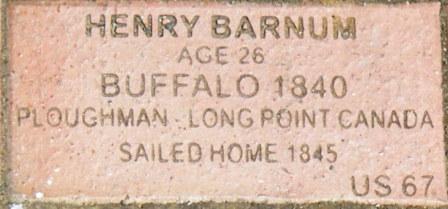 HENRY BARNUM
AGE 26
BUFFALO 1840
PLOUGHMAN LONG POINT CANADA
SAILED HOME 1845
US 67